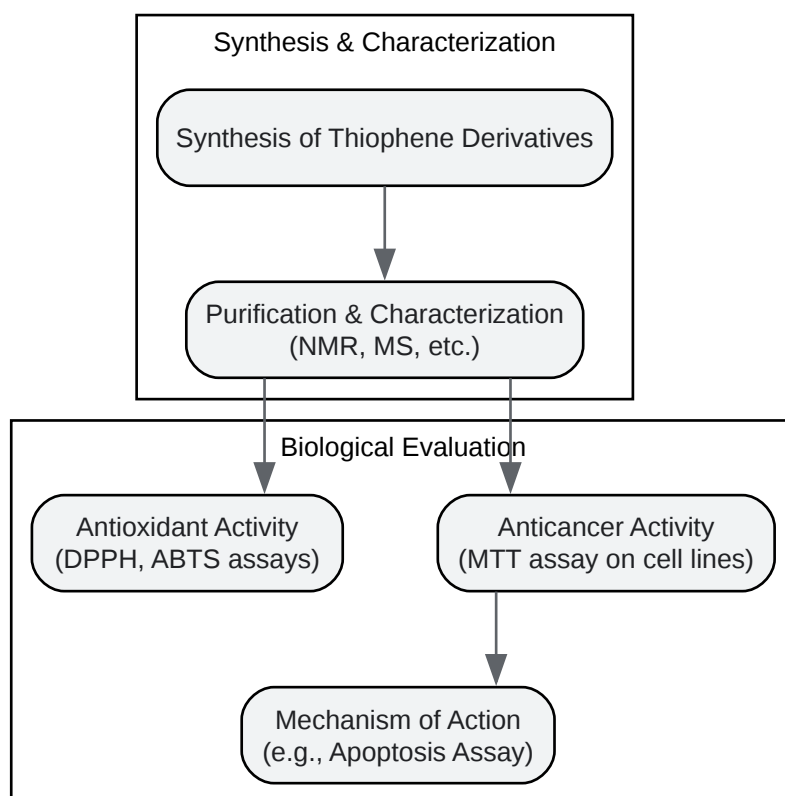 Synthesis & Characterization
Synthesis of Thiophene Derivatives
Purification & Characterization
(NMR, MS, etc.)
Biological Evaluation
Antioxidant Activity
(DPPH, ABTS assays)
Anticancer Activity
(MTT assay on cell lines)
Mechanism of Action
(e.g., Apoptosis Assay)